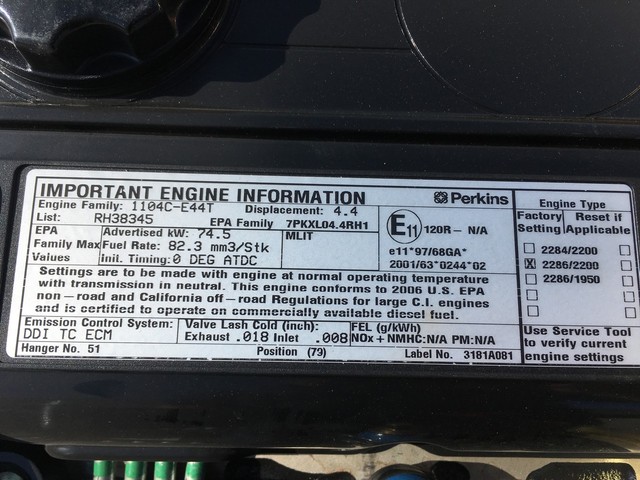 IMPORTANT ENGINE INFORMATION
Perkins
Engine Family: 1104C-E44T Displacement: 4.4
List: RH38345 EPA Family 7PKXL04.4RH1
EPA Family Max Values
Advertised kW: 74.5
Fuel Rate: 82.3 mm3/Stk
Init. Timing: 0 DEG ATDC
MLIT
E11 120R- N/A
e11*97/68GA*
2001/63*0244*02
Settings are to be made with engine at normal operating temperature
with transmission in neutral. This engine conforms to 2006 U.S. EPA
non-road and California off-road Regulations for large C.I. engines
and is certified to operate on commercially available diesel fuel.
Emission Control System:
DDI TC ECM
Valve Lash Cold (inch):
Exhaust .018 Inlet .008
FEL (g/kWh)
NOx + NMHC:N/A PM:N/A
Hanger No. 51 Position (79) Label No. 3181A081
Engine Type
Factory Setting
Reset if Applicable
2284/2200
X 2286/2200
2286/1950
Use Service Tool
to verify current
engine settings